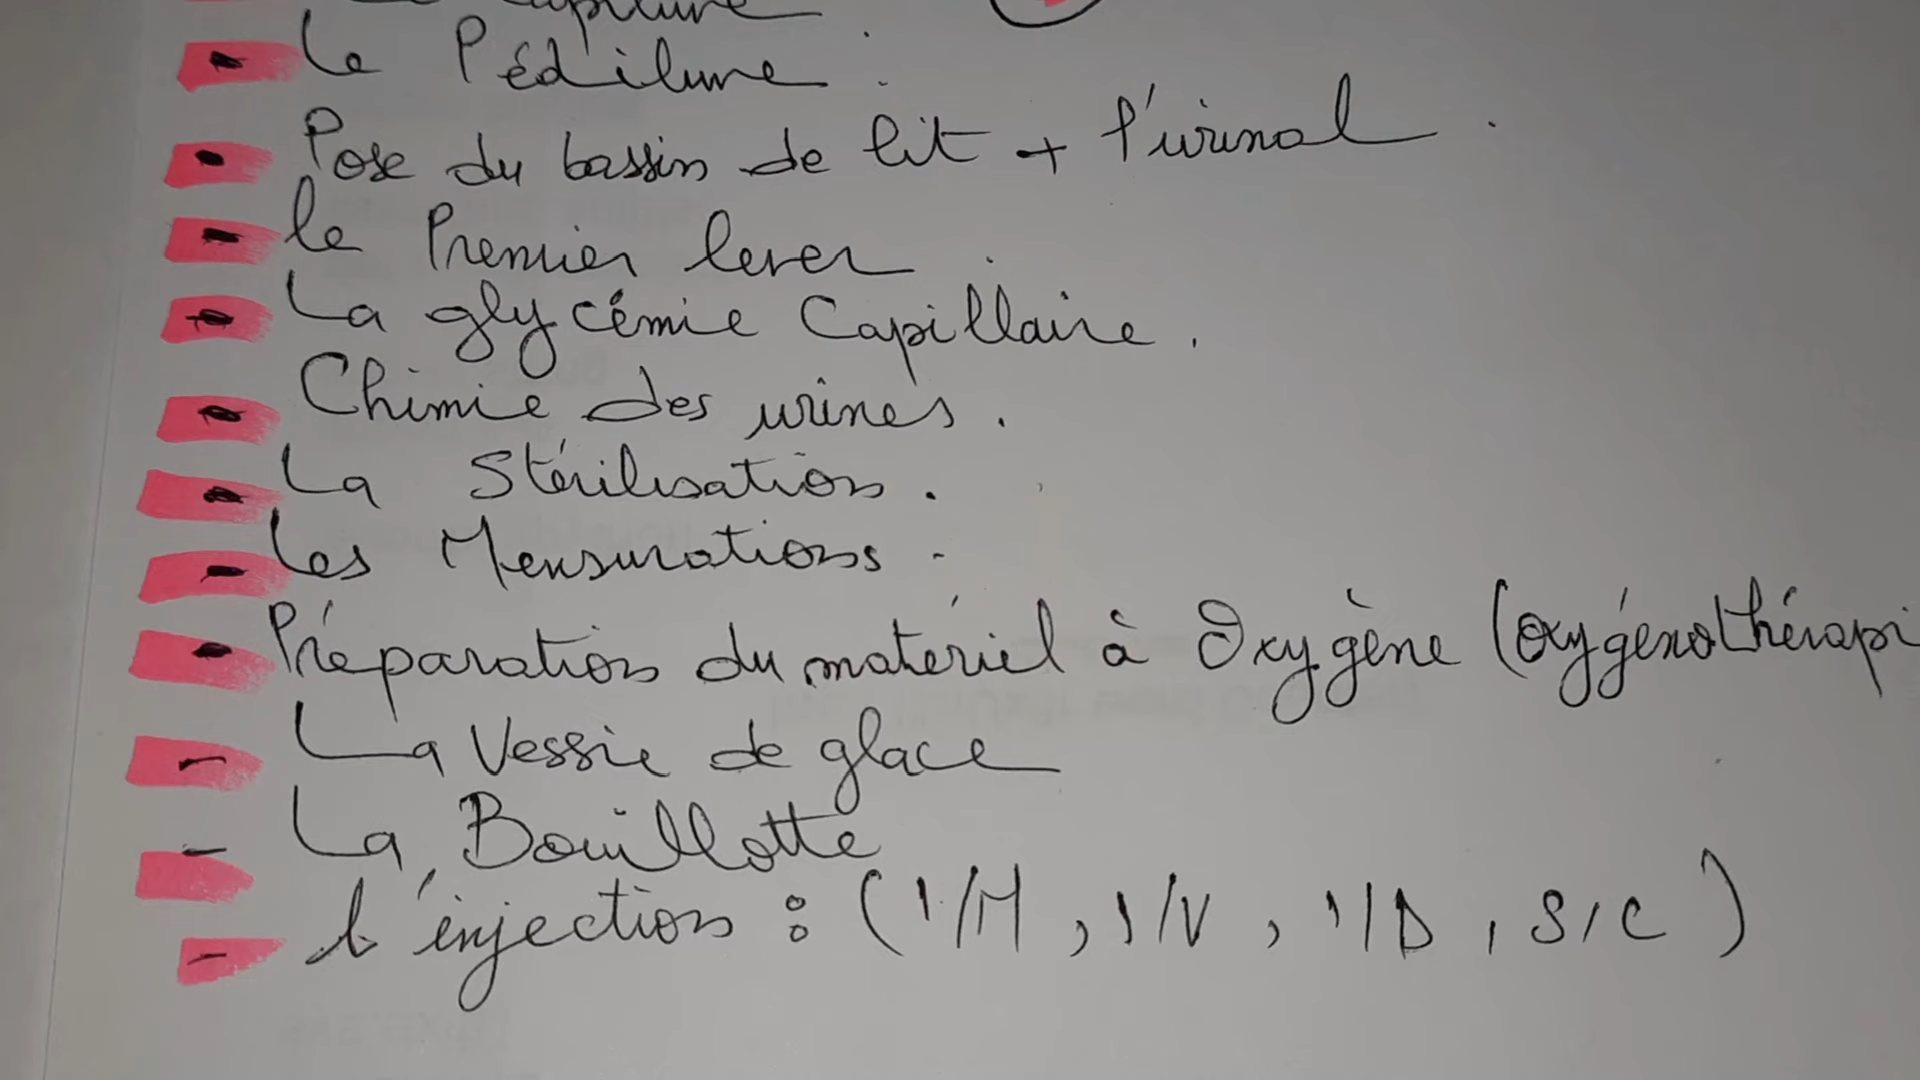 - Le Pédilure :
- Pose du bassin de lit + l'urinal.
- le Premier lever.
- La glycémie Capillaire.
- Chimie des urines.
- La Stérilisation.
- Les Mensurations.
- Préparation du matériel à Oxygène (oxygénothérapi
- La Vessie de glace
- La Bouillotte
- L'injection : (I/M, I/V, I/D, S/C)